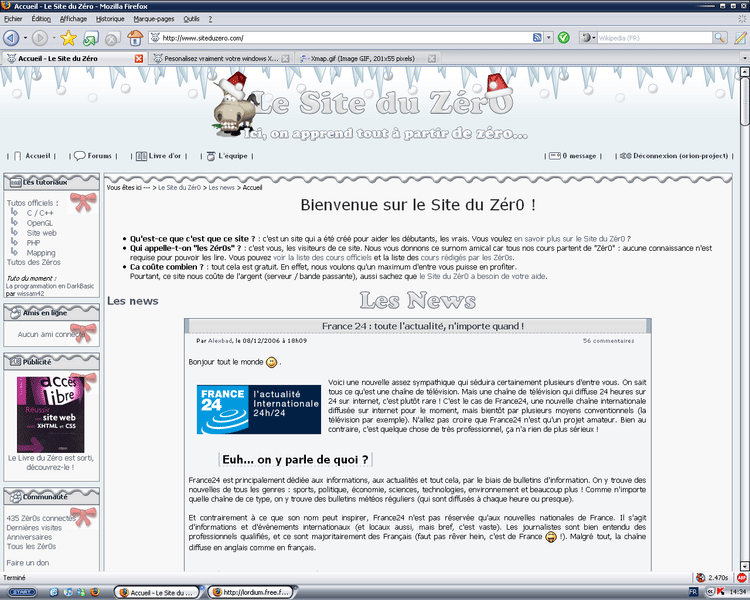 Accueil - Le Site du Zéro - Mozilla Firefox
Fichier Édition Affichage Historique Marque-pages Outils ?
http://www.siteduzero.com/
Wikipedia (FR)
Accueil - Le Site du Zéro
Pesonalisez vraiment votre windows X...
Xmap.gif (Image GIF, 201x55 pixels)
Le Site du Zér0
Ici, on apprend tout à partir de zéro...
| Accueil | Forums | Livre d'or | L'équipe |
| 0 message | Déconnexion (orion-project) |
Les tutoriaux
Tutos officiels :
C / C++
OpenGL
Site web
PHP
Mapping
Tutos des Zéros
Tuto du moment :
La programmation en DarkBasic
par wissam42
Amis en ligne
Aucun ami connecté
Publicité
accès
libre
Réussir
son site web
avec XHTML et CSS
Le Livre du Zéro est sorti,
découvrez-le !
Communauté
435 Zér0s connectés
Dernières visites
Anniversaires
Tous les Zér0s
Faire un don
Vous êtes ici --- > Le Site du Zér0 > Les news > Accueil
Bienvenue sur le Site du Zér0 !
• Qu'est-ce que c'est que ce site ? : c'est un site qui a été créé pour aider les débutants, les vrais. Vous voulez en savoir plus sur le Site du Zér0 ?
• Qui appelle-t-on "les Zér0s" ? : c'est vous, les visiteurs de ce site. Nous vous donnons ce surnom amical car tous nos cours partent de "Zér0" : aucune connaissance n'est
requise pour pouvoir les lire. Vous pouvez voir la liste des cours officiels et la liste des cours rédigés par les Zér0s.
• Ca coûte combien ? : tout cela est gratuit. En effet, nous voulons qu'un maximum d'entre vous puisse en profiter.
Pourtant, ce site nous coûte de l'argent (serveur / bande passante), aussi sachez que le Site du Zér0 a besoin de votre aide.
Les news
Les News
France 24 : toute l'actualité, n'importe quand !
Par Alexbad, le 08/12/2006 à 18h09
56 commentaires
Bonjour tout le monde .
FRANCE
24
l'actualité
Internationale
24h/24
Voici une nouvelle assez sympathique qui séduira certainement plusieurs d'entre vous. On sait
tous ce qu'est une chaîne de télévision. Mais une chaîne de télévision qui diffuse 24 heures sur
24 sur internet, c'est plutôt rare ! C'est le cas de France24, une nouvelle chaîne internationale
diffusée sur internet pour le moment, mais bientôt par plusieurs moyens conventionnels (la
télévision par exemple). N'allez pas croire que France24 n'est qu'un projet amateur. Bien au
contraire, c'est quelque chose de très professionnel, ça n'a rien de plus sérieux !
Euh... on y parle de quoi ?
France24 est principalement dédiée aux informations, aux actualités et tout cela, par le biais de bulletins d'information. On y trouve des
nouvelles de tous les genres : sports, politique, économie, sciences, technologies, environnement et beaucoup plus ! Comme n'importe
quelle chaîne de ce type, on y trouve des bulletins météos réguliers (qui sont diffusés à chaque heure ou presque).
Et contrairement à ce que son nom peut inspirer, France24 n'est pas réservée qu'aux nouvelles nationales de France. Il s'agit
d'informations et d'événements internationaux (et locaux aussi, mais bref, c'est vaste). Les journalistes sont bien entendu des
professionnels qualifiés, et ce sont majoritairement des Français (faut pas rêver hein, c'est de France !). Malgré tout, la chaîne
diffuse en anglais comme en français.
Terminé
2.470s
START
Accueil - Le Site du ...
http://lordium.free.f...
FR
14:34